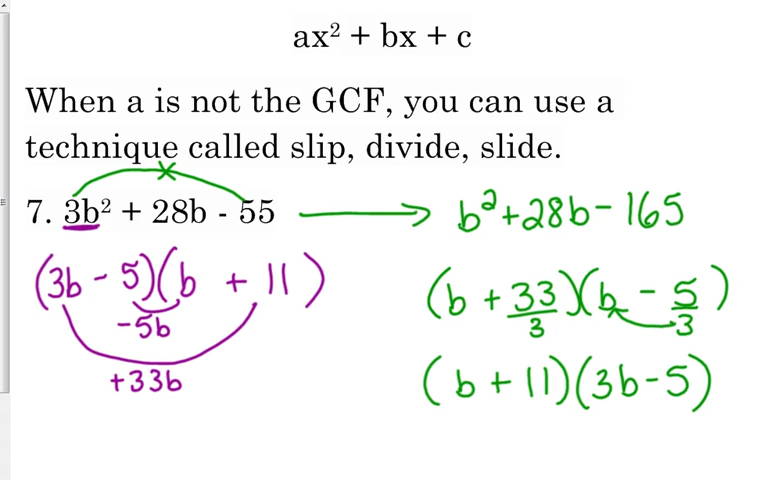 ax² + bx + c
When a is not the GCF, you can use a
technique called slip, divide, slide.
7. 3b² + 28b - 55 → b² + 28b - 165
(3b - 5)(b + 11)
-5b
+33b
(b + 33/3)(b - 5/3)
(b + 11)(3b - 5)